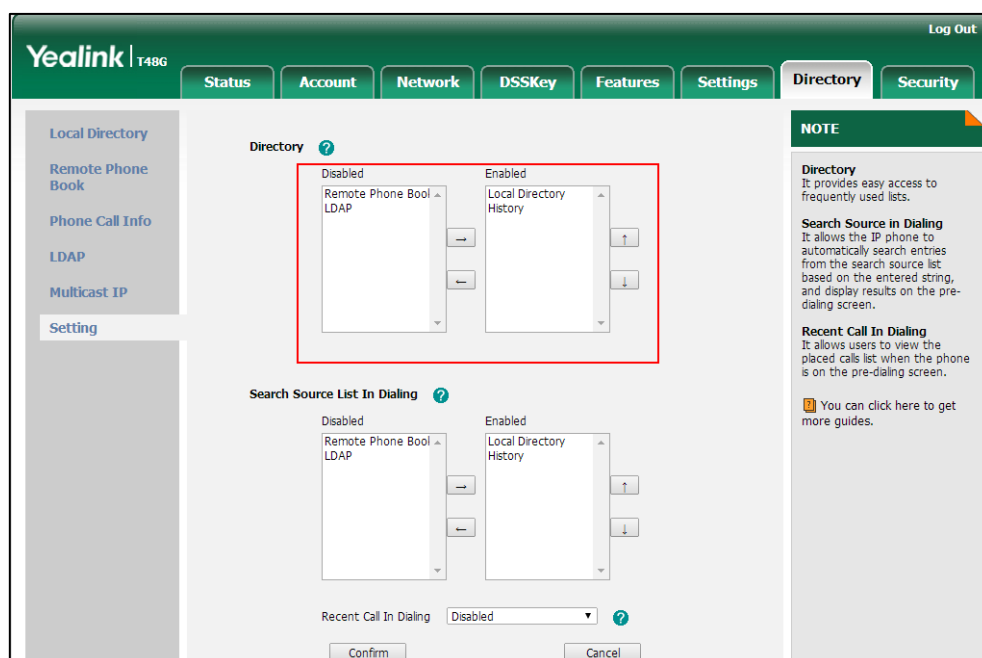 Log Out
Yealink T48G
Status
Account
Network
DSSKey
Features
Settings
Directory
Security
Local Directory
Remote Phone
Book
Phone Call Info
LDAP
Multicast IP
Setting
Directory ?
Disabled
Enabled
Remote Phone Bool
LDAP
Local Directory
History
→
←
↑
↓
Search Source List In Dialing ?
Disabled
Enabled
Remote Phone Bool
LDAP
Local Directory
History
→
←
↑
↓
Recent Call In Dialing Disabled ?
Confirm
Cancel
NOTE
Directory
It provides easy access to
frequently used lists.
Search Source in Dialing
It allows the IP phone to
automatically search entries
from the search source list
based on the entered string,
and display results on the pre-
dialing screen.
Recent Call In Dialing
It allows users to view the
placed calls list when the phone
is on the pre-dialing screen.
? You can click here to get
more guides.